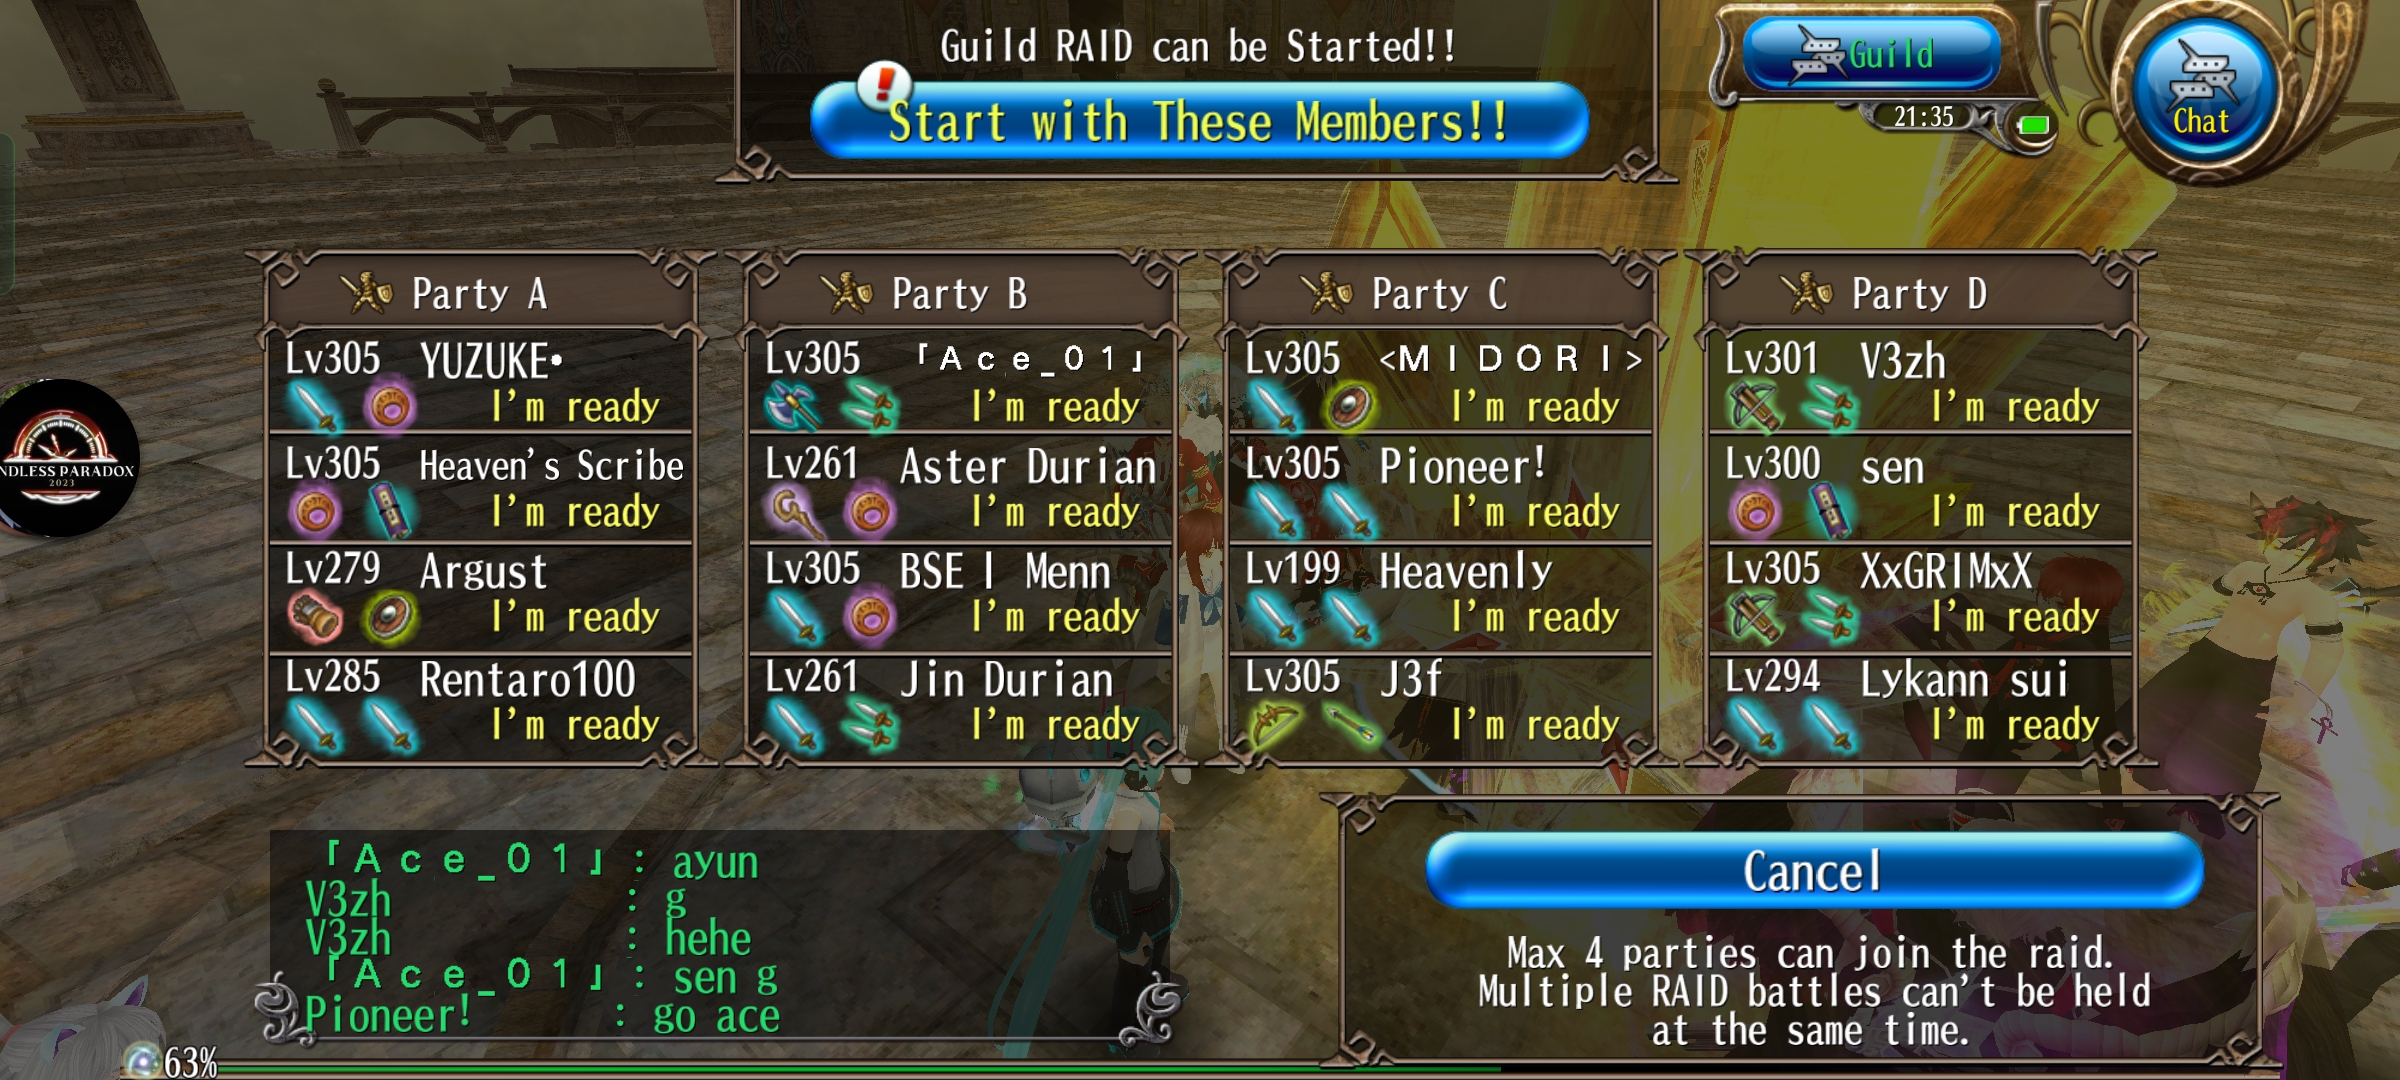 Guild RAID can be Started!!
Start with These Members!!
Guild
21:35
Chat
Party A
Lv305 YUZUKE•
I'm ready
Lv305 Heaven's Scribe
I'm ready
Lv279 Argust
I'm ready
Lv285 Rentaro100
I'm ready
Party B
Lv305 「Ａｃｅ_０１」
I'm ready
Lv261 Aster Durian
I'm ready
Lv305 BSE | Menn
I'm ready
Lv261 Jin Durian
I'm ready
Party C
Lv305 <ＭＩＤＯＲＩ>
I'm ready
Lv305 Pioneer!
I'm ready
Lv199 Heavenly
I'm ready
Lv305 J3f
I'm ready
Party D
Lv301 V3zh
I'm ready
Lv300 sen
I'm ready
Lv305 XxGRIMxX
I'm ready
Lv294 Lykann sui
I'm ready
NDLESS PARADOX
2023
「Ａｃｅ_０１」: ayun
V3zh : g
V3zh : hehe
「Ａｃｅ_０１」: sen g
Pioneer! : go ace
63%
Cancel
Max 4 parties can join the raid.
Multiple RAID battles can't be held
at the same time.